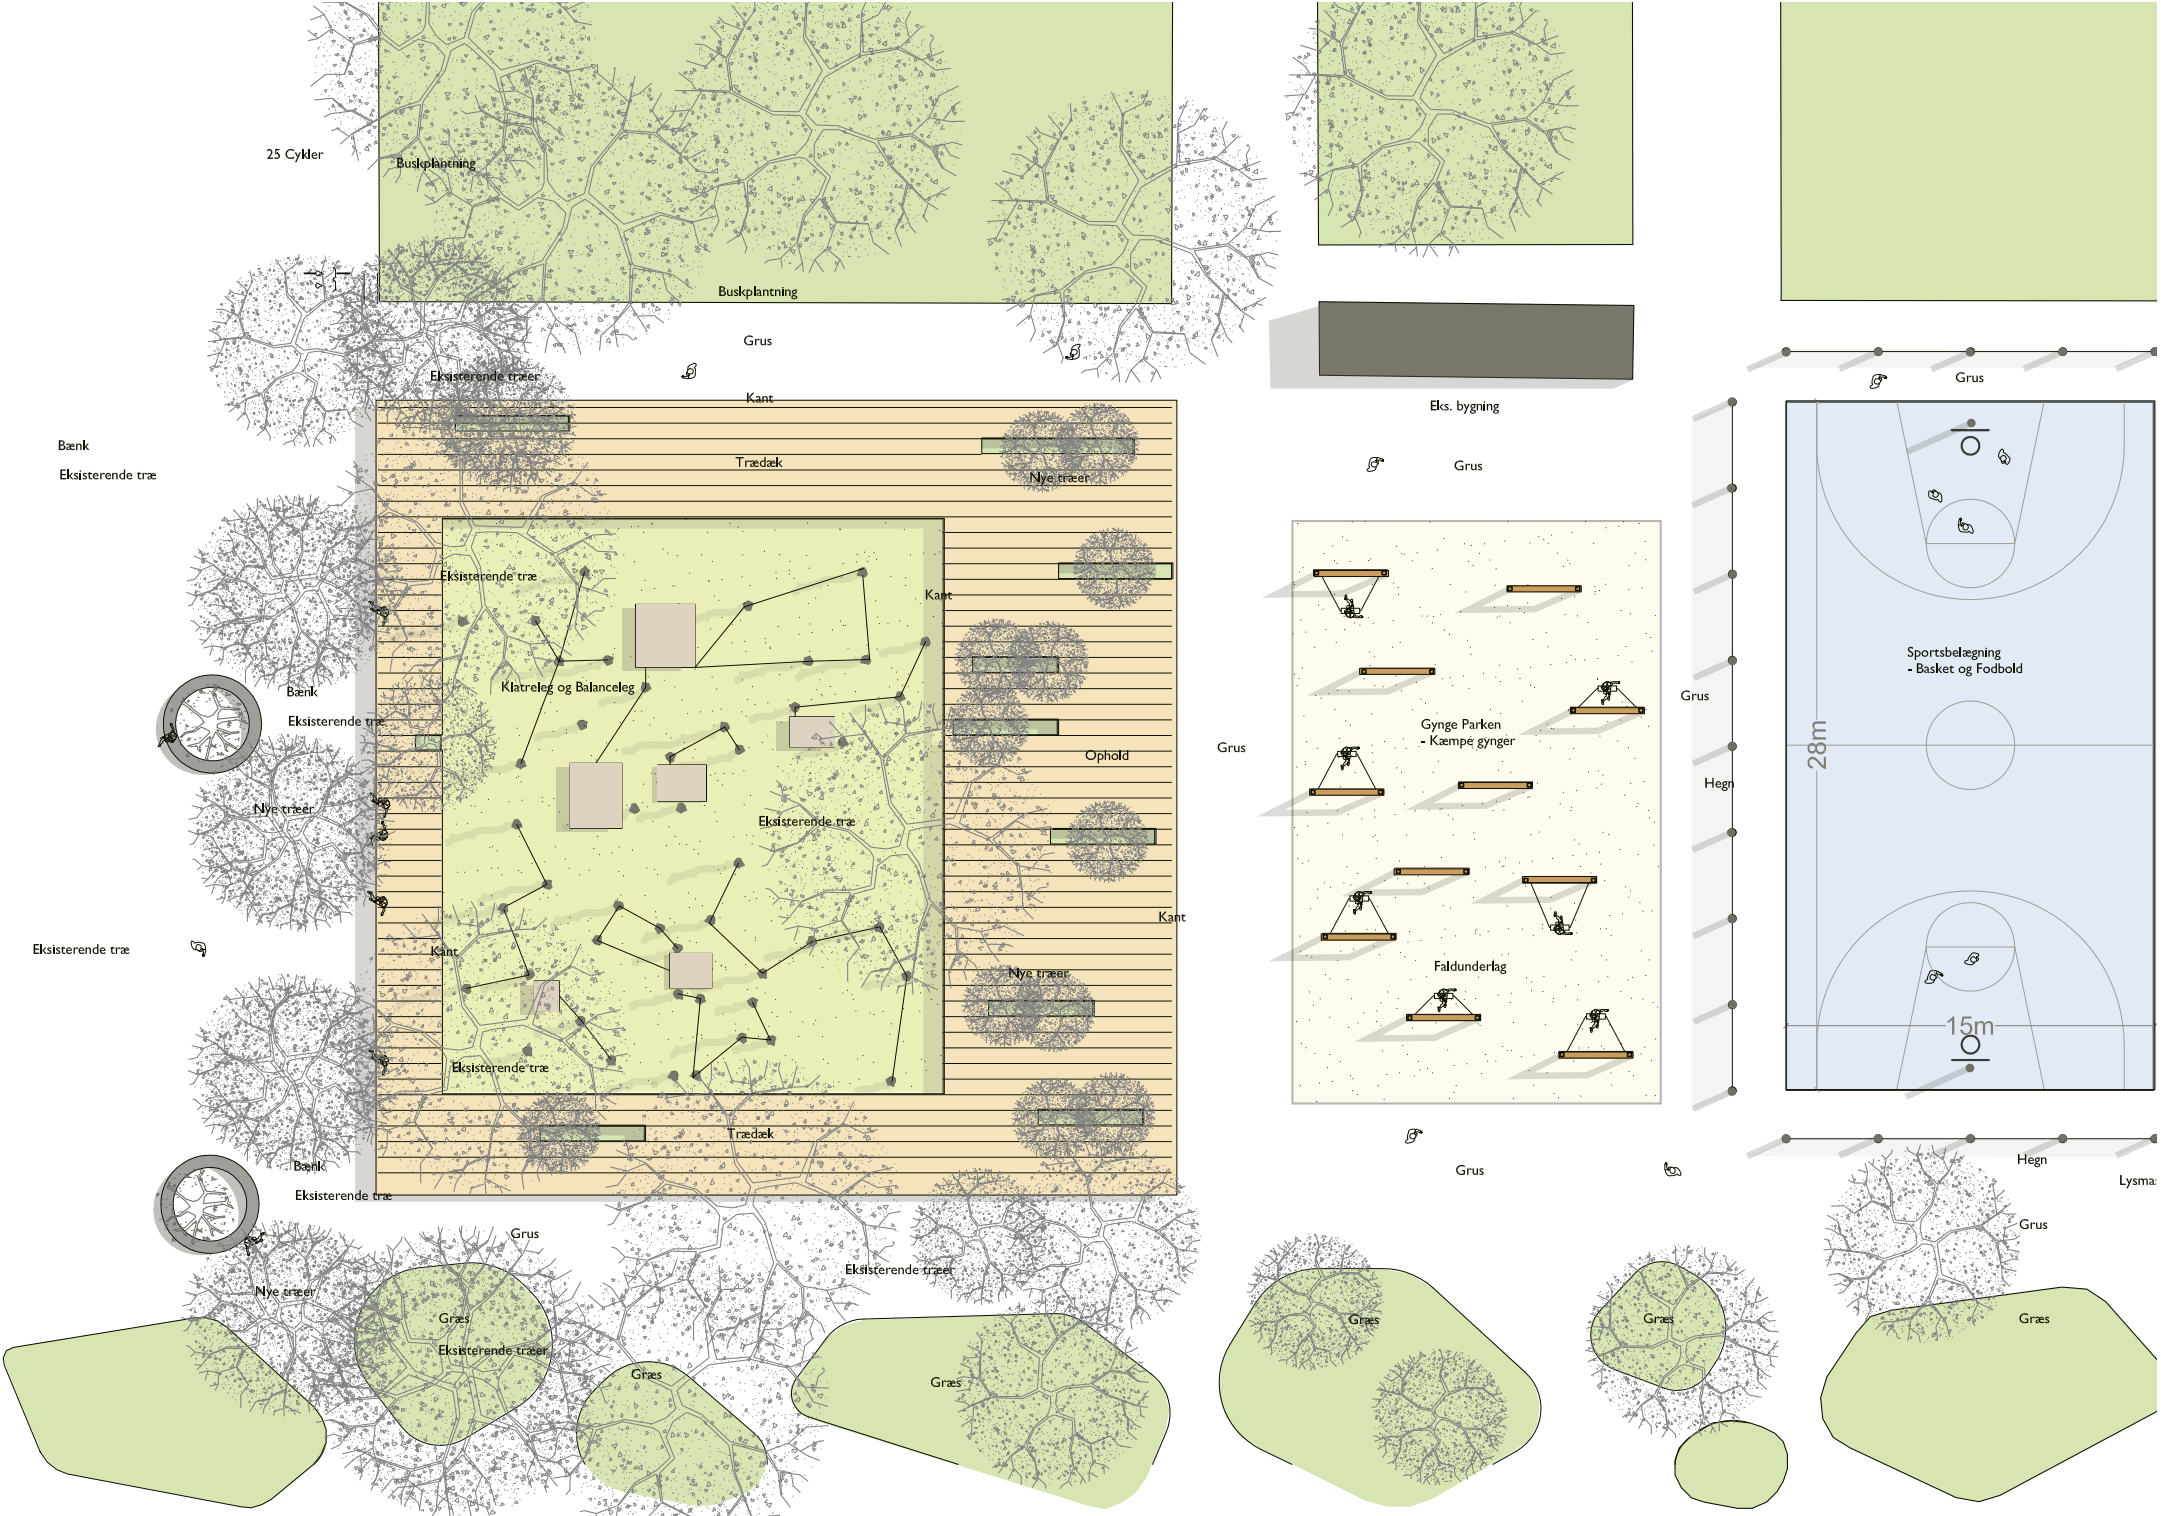 25 Cykler
Buskplantning
Buskplantning
Grus
Eksisterende træer
Kant
Grus
Eks. bygning
Bænk
Eksisterende træ
Trædæk
Nye træer
Grus
Eksisterende træ
Kant
Sportsbelægning
- Basket og Fodbold
Klatreleg og Balanceleg
Bænk
Eksisterende træ
Grus
Gynge Parken
- Kæmpe gynger
Grus
Ophold
28m
Hegn
Nye træer
Eksisterende træ
Kant
Eksisterende træ
Kant
Nye træer
Faldunderlag
15m
Eksisterende træ
Trædæk
Bænk
Eksisterende træ
Grus
Hegn
Lysma
Grus
Grus
Eksisterende træer
Nye træer
Græs
Græs
Græs
Græs
Eksisterende træer
Græs
Græs